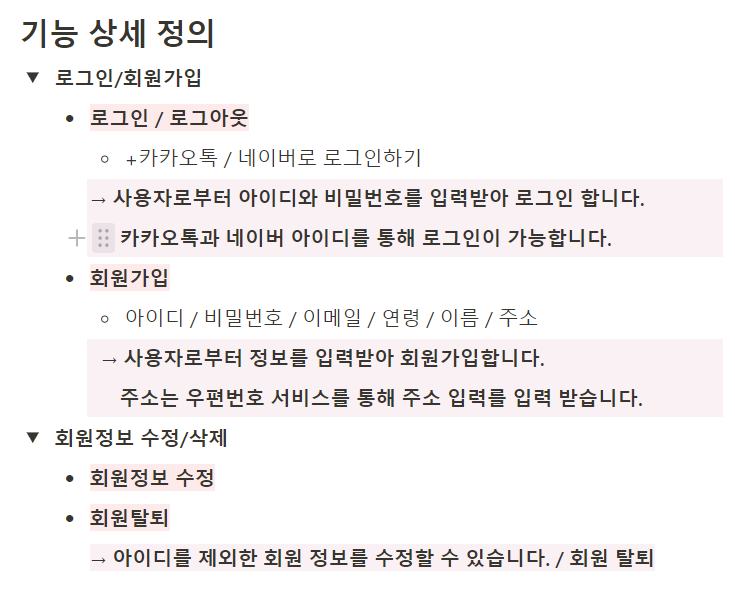 기능 상세 정의
▼ 로그인/회원가입
• 로그인 / 로그아웃
◦ +카카오톡 / 네이버로 로그인하기
→ 사용자로부터 아이디와 비밀번호를 입력받아 로그인 합니다.
카카오톡과 네이버 아이디를 통해 로그인이 가능합니다.
• 회원가입
◦ 아이디 / 비밀번호 / 이메일 / 연령 / 이름 / 주소
→ 사용자로부터 정보를 입력받아 회원가입합니다.
주소는 우편번호 서비스를 통해 주소 입력를 입력 받습니다.
▼ 회원정보 수정/삭제
• 회원정보 수정
• 회원탈퇴
→ 아이디를 제외한 회원 정보를 수정할 수 있습니다. / 회원 탈퇴